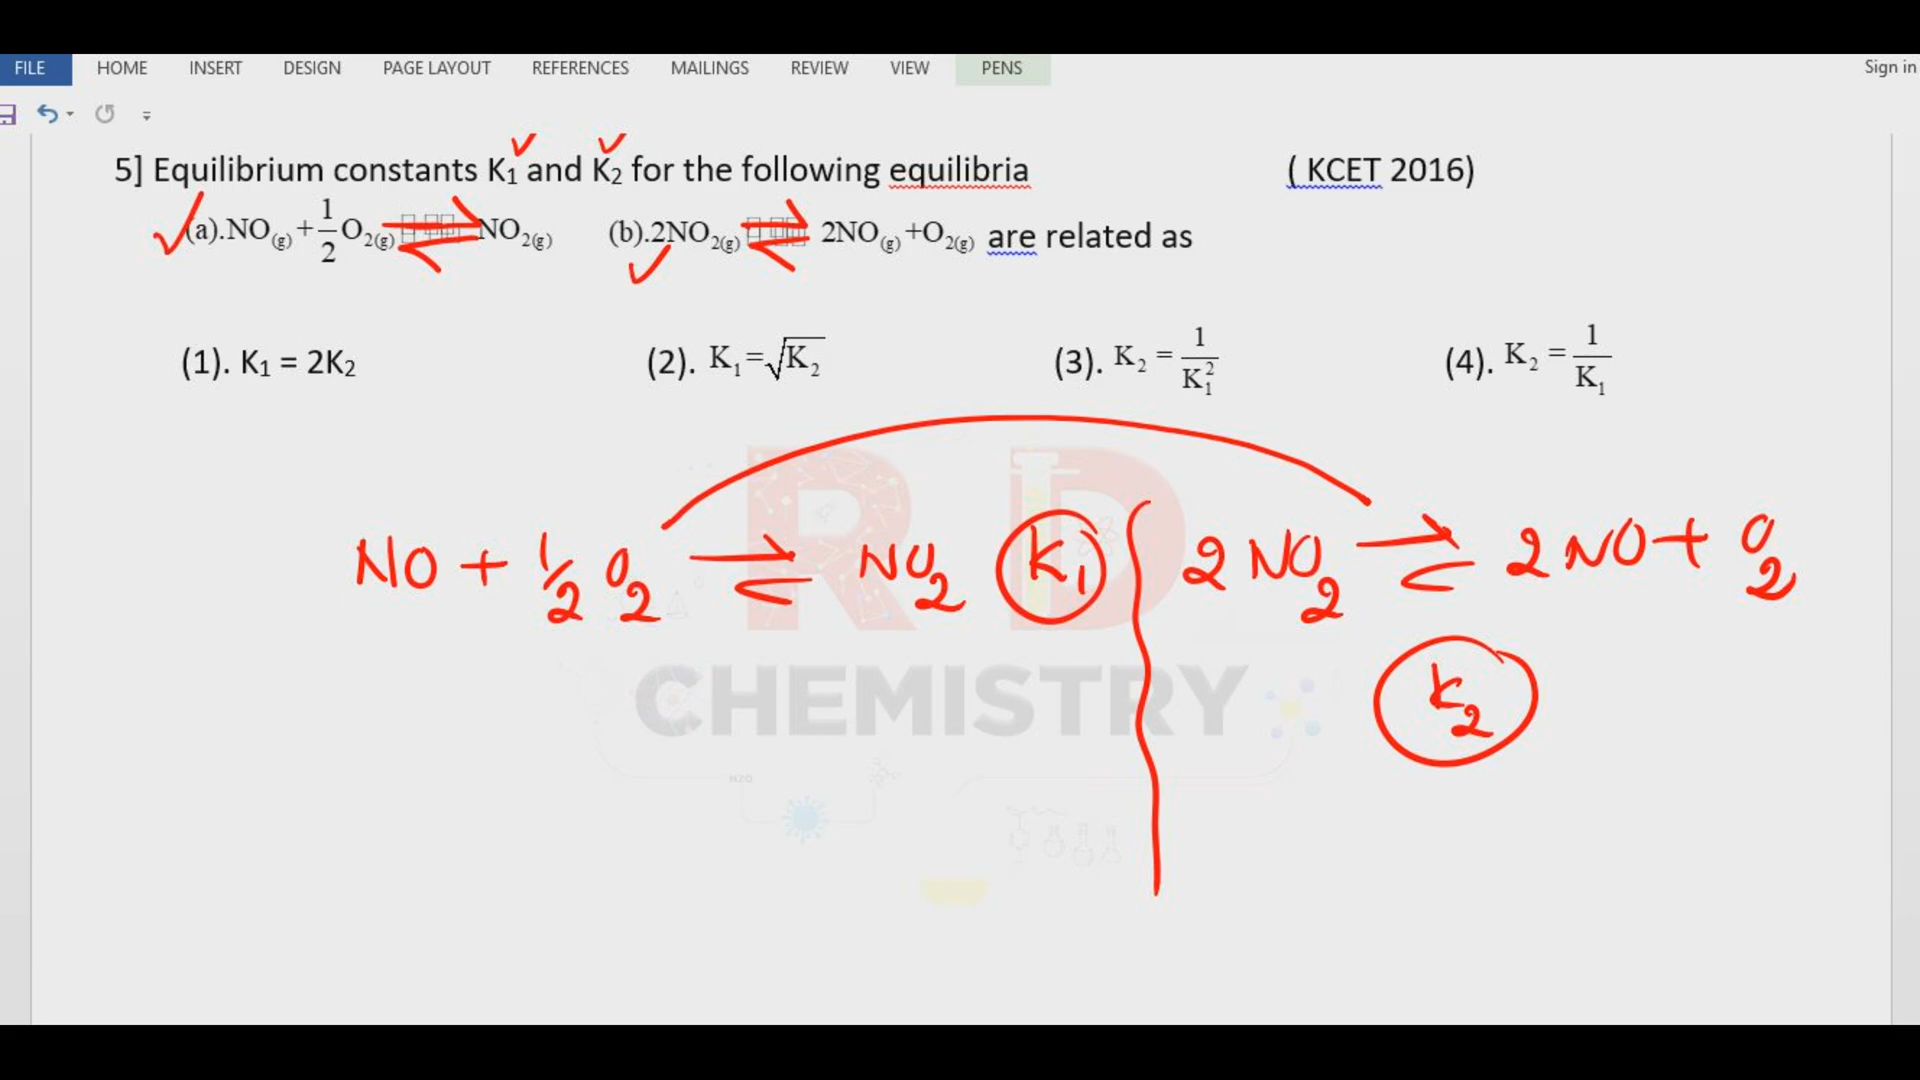 FILE HOME INSERT DESIGN PAGE LAYOUT REFERENCES MAILINGS REVIEW VIEW PENS Sign in
5] Equilibrium constants K₁ and K₂ for the following equilibria ( KCET 2016)
(a).NO(g)+1/2 O₂(g) ⇌ NO₂(g) (b).2NO₂(g) ⇌ 2NO(g)+O₂(g) are related as
(1). K₁ = 2K₂ (2). K₁=√K₂ (3). K₂ = 1/K₁² (4). K₂ = 1/K₁
RD
NO + 1/2 O₂ ⇌ NO₂ K₁ 2 NO₂ ⇌ 2 NO + O₂
CHEMISTRY
K₂
H2O